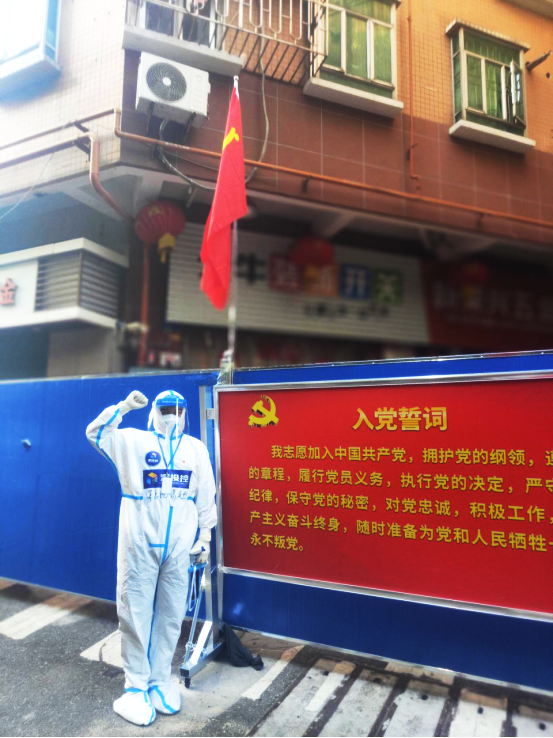 入党誓词
我志愿加入中国共产党，拥护党的纲领，遵
的章程，履行党员义务，执行党的决定，严守
纪律，保守党的秘密，对党忠诚，积极工作，
产主义奋斗终身，随时准备为党和人民牺牲一
永不叛党。